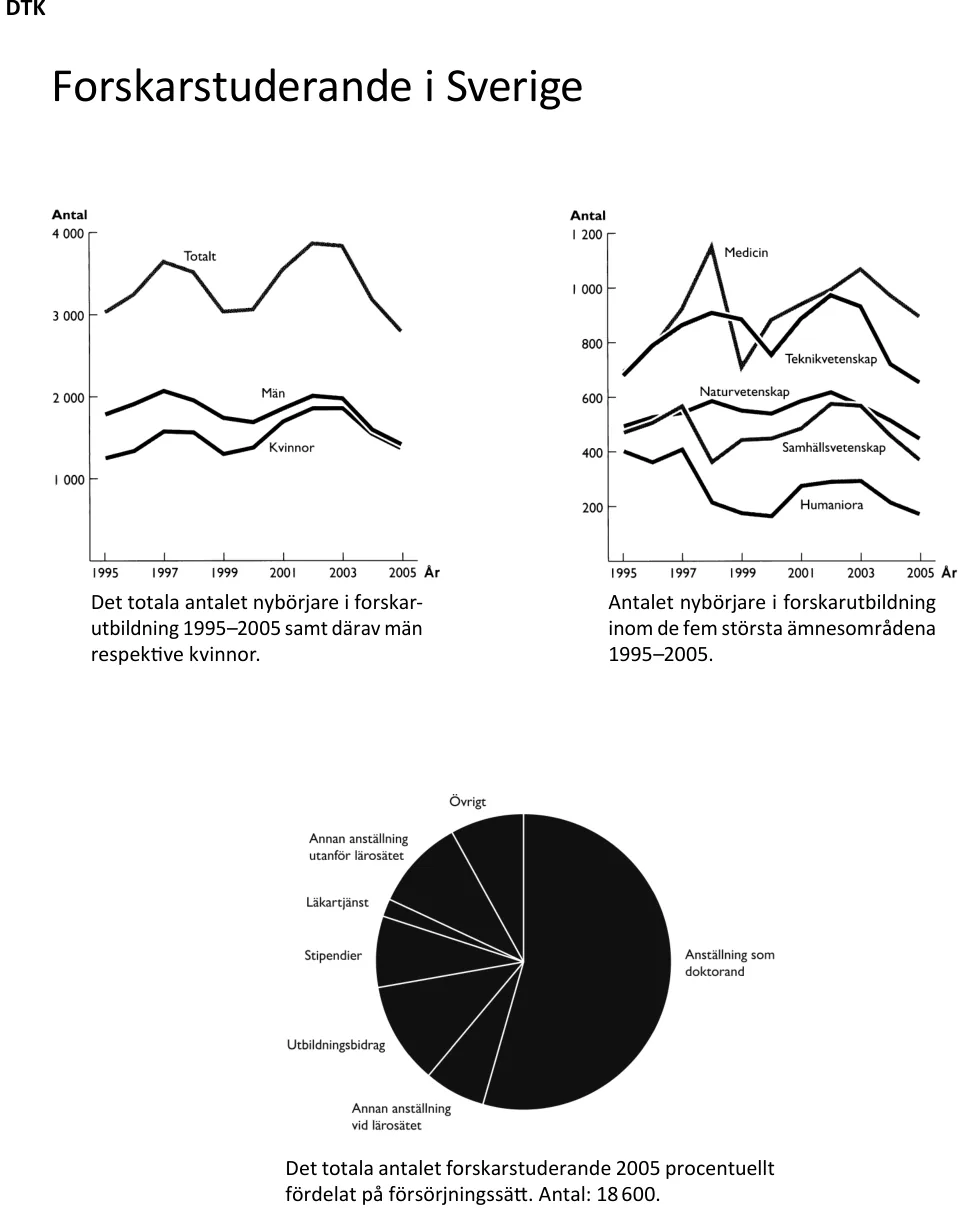 DTK
Forskarstuderande i Sverige
Antal
4 000
3 000
2 000
1 000
Totalt
Män
Kvinnor
1995 1997 1999 2001 2003 2005 År
Det totala antalet nybörjare i forskar-
utbildning 1995–2005 samt därav män
respektive kvinnor.
Antal
1 200
1 000
800
600
400
200
Medicin
Teknikvetenskap
Naturvetenskap
Samhällsvetenskap
Humaniora
1995 1997 1999 2001 2003 2005 År
Antalet nybörjare i forskarutbildning
inom de fem största ämnesområdena
1995–2005.
Övrigt
Annan anställning
utanför lärosätet
Läkartjänst
Stipendier
Anställning som
doktorand
Utbildningsbidrag
Annan anställning
vid lärosätet
Det totala antalet forskarstuderande 2005 procentuellt
fördelat på försörjningssätt. Antal: 18 600.